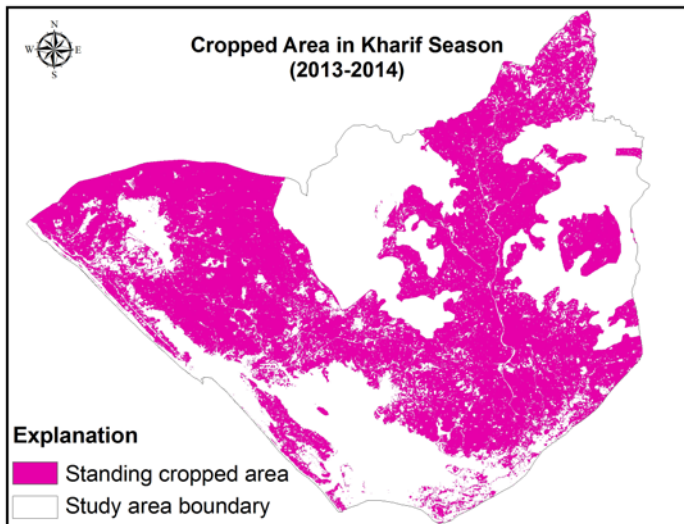 N
W E
S
Cropped Area in Kharif Season
(2013-2014)
Explanation
Standing cropped area
Study area boundary